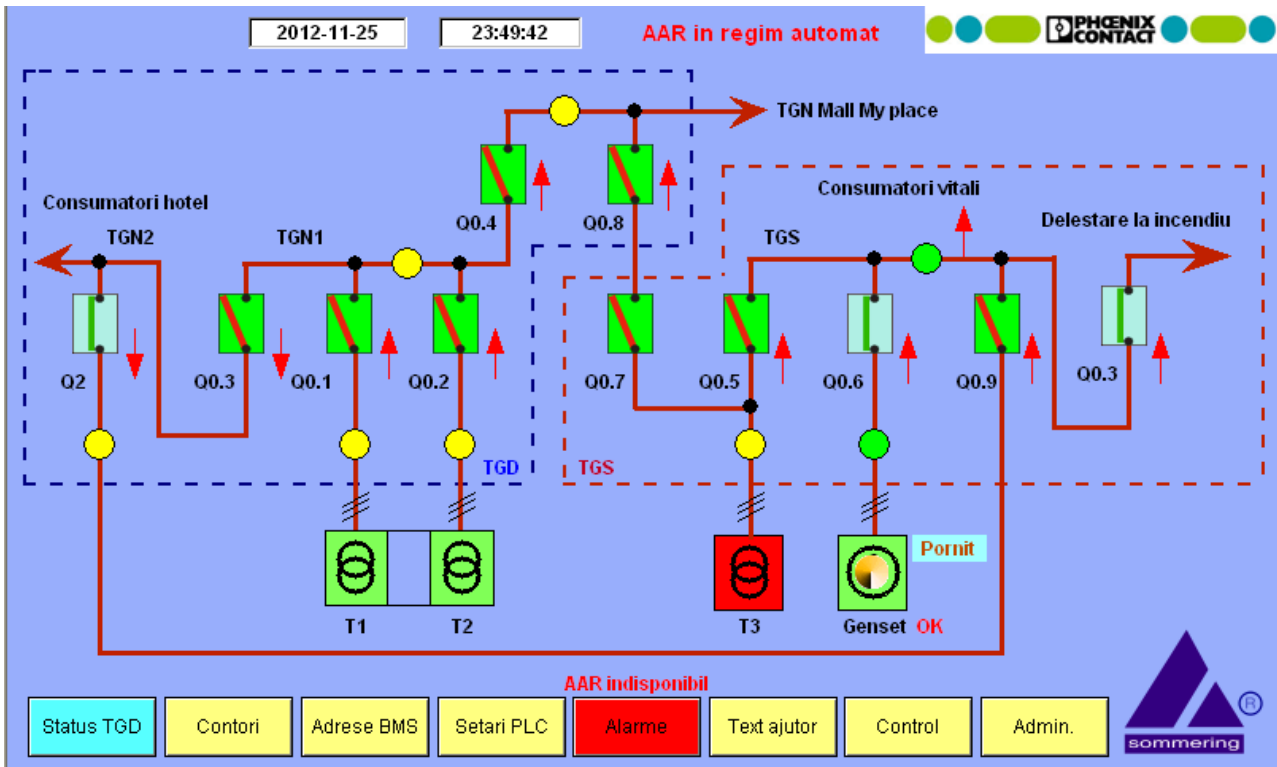 2012-11-25
23:49:42
AAR in regim automat
PHŒNIX
CONTACT
TGN Mall My place
Consumatori vitali
Consumatori hotel
Q0.4
Q0.8
Delestare la incendiu
TGN2
TGN1
TGS
Q2
Q0.3
Q0.1
Q0.2
Q0.7
Q0.5
Q0.6
Q0.9
Q0.3
TGD
TGS
Pornit
T1
T2
T3
Genset OK
AAR indisponibil
Status TGD
Contori
Adrese BMS
Setari PLC
Alarme
Text ajutor
Control
Admin.
®
sommering